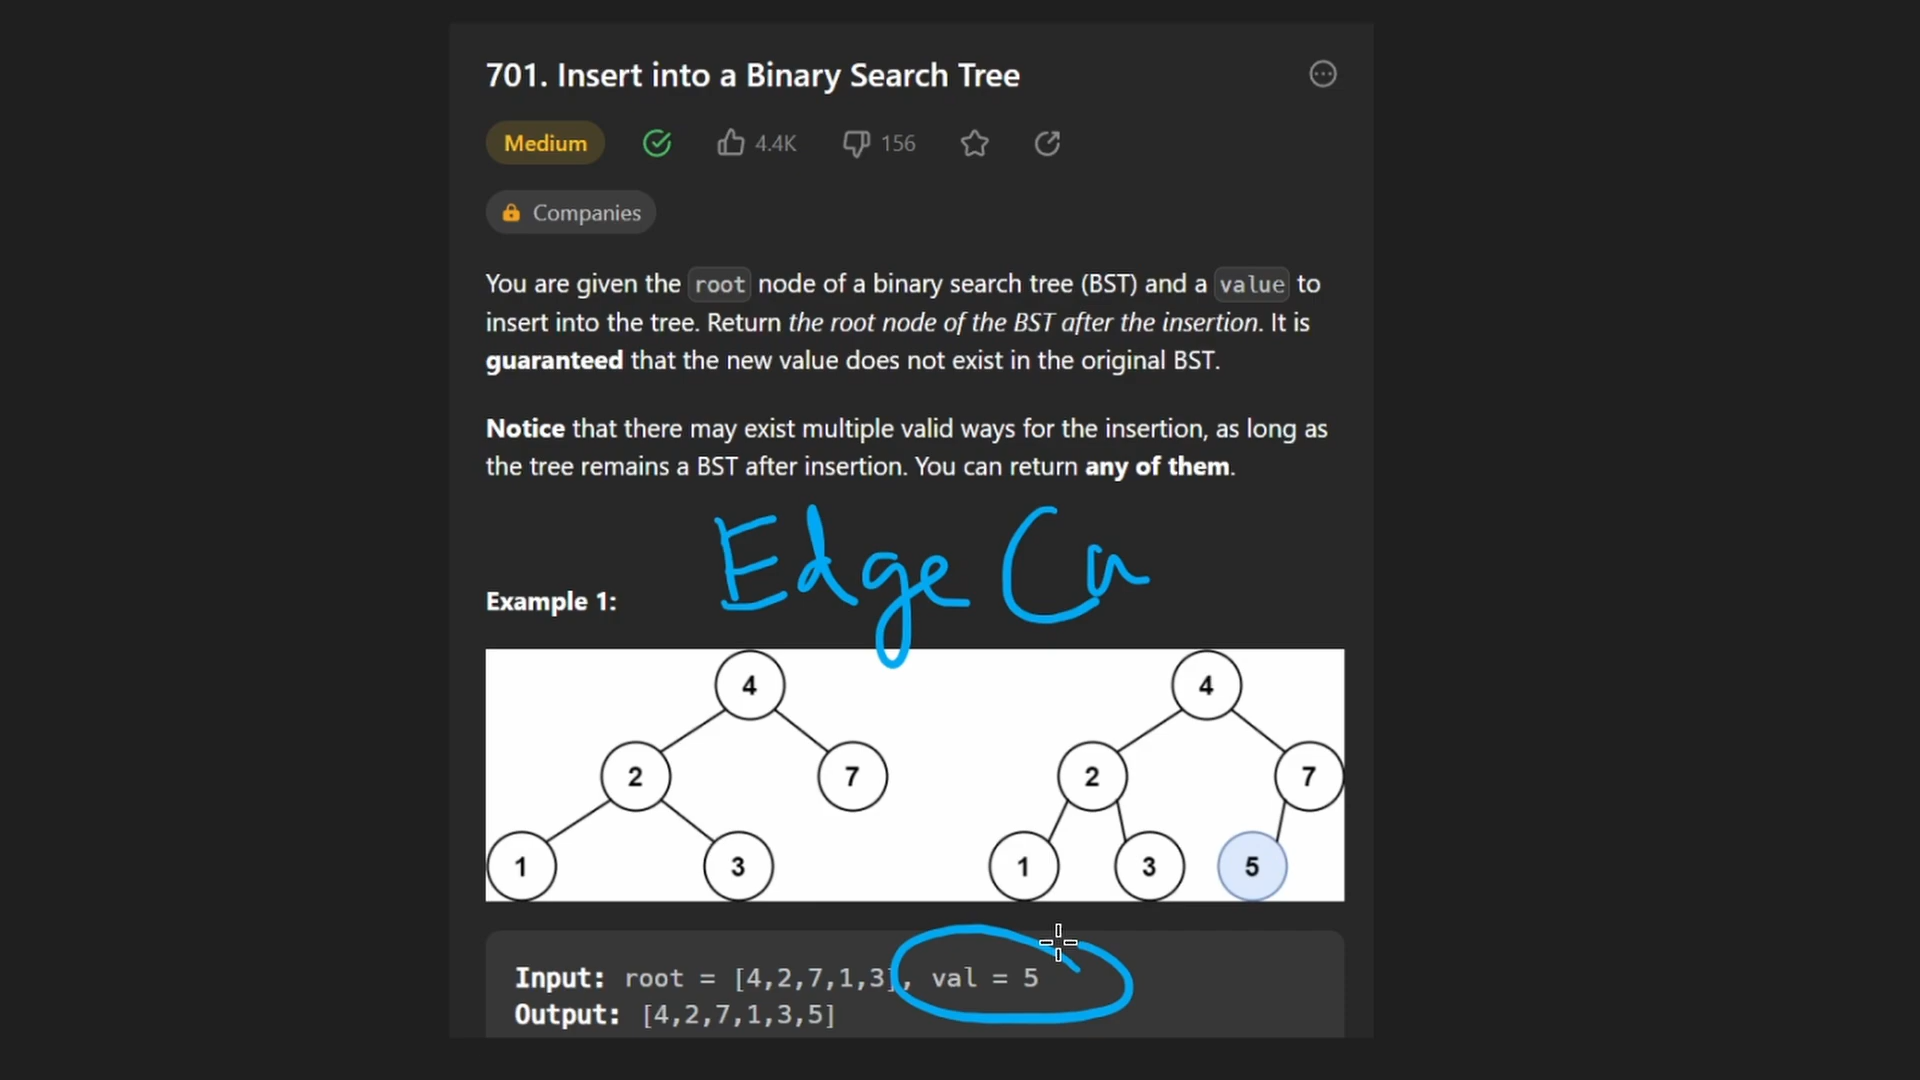 701. Insert into a Binary Search Tree
Medium 4.4K 156
Companies
You are given the root node of a binary search tree (BST) and a value to
insert into the tree. Return the root node of the BST after the insertion. It is
guaranteed that the new value does not exist in the original BST.
Notice that there may exist multiple valid ways for the insertion, as long as
the tree remains a BST after insertion. You can return any of them.
Edge Ca
Example 1:
4 4
2 7 2 7
1 3 1 3 5
Input: root = [4,2,7,1,3], val = 5
Output: [4,2,7,1,3,5]